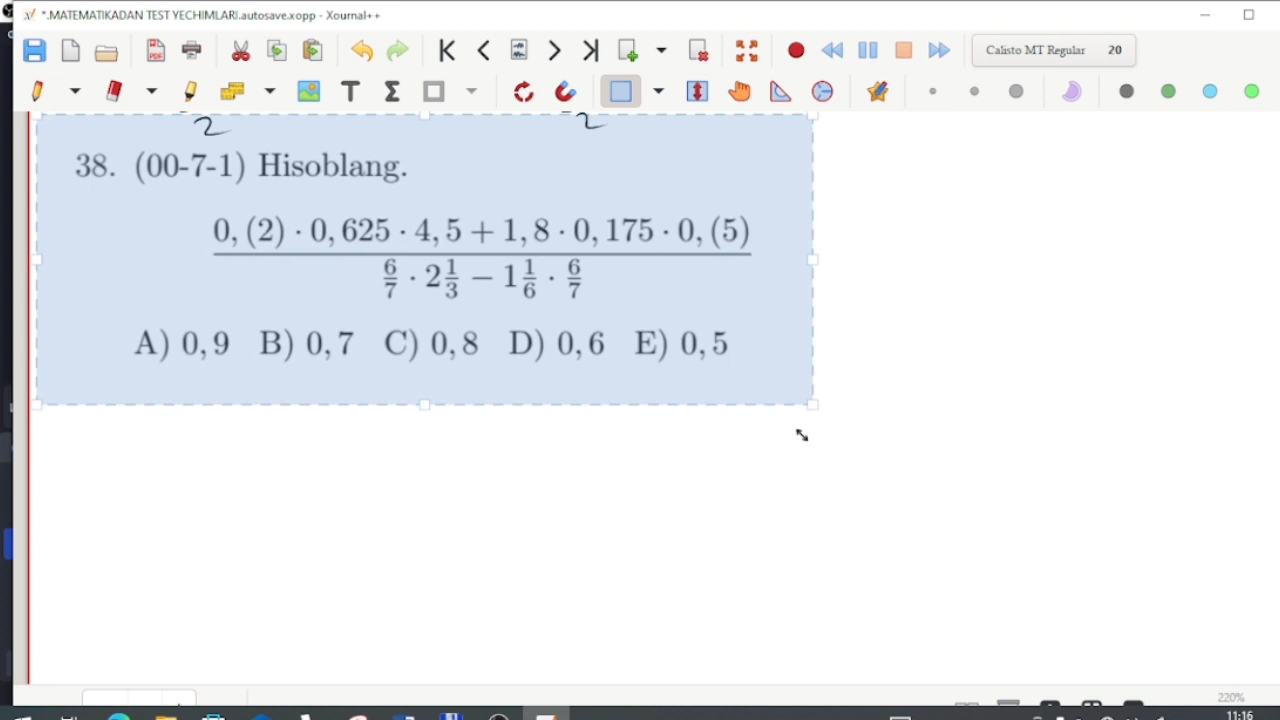 *.MATEMATIKADAN TEST YECHIMLARI.autosave.xopp - Xournal++
Calisto MT Regular 20
2 2
38. (00-7-1) Hisoblang.
0, (2) · 0, 625 · 4, 5 + 1, 8 · 0, 175 · 0, (5)
6/7 · 2 1/3 − 1 1/6 · 6/7
A) 0, 9 B) 0, 7 C) 0, 8 D) 0, 6 E) 0, 5
220%
11:16